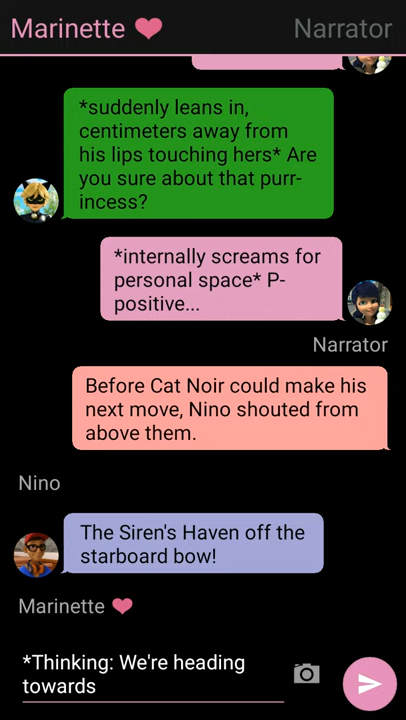 Marinette
Narrator
*suddenly leans in,
centimeters away from
his lips touching hers* Are
you sure about that purr-
incess?
*internally screams for
personal space* P-
positive...
Narrator
Before Cat Noir could make his
next move, Nino shouted from
above them.
Nino
The Siren's Haven off the
starboard bow!
Marinette
*Thinking: We're heading
towards